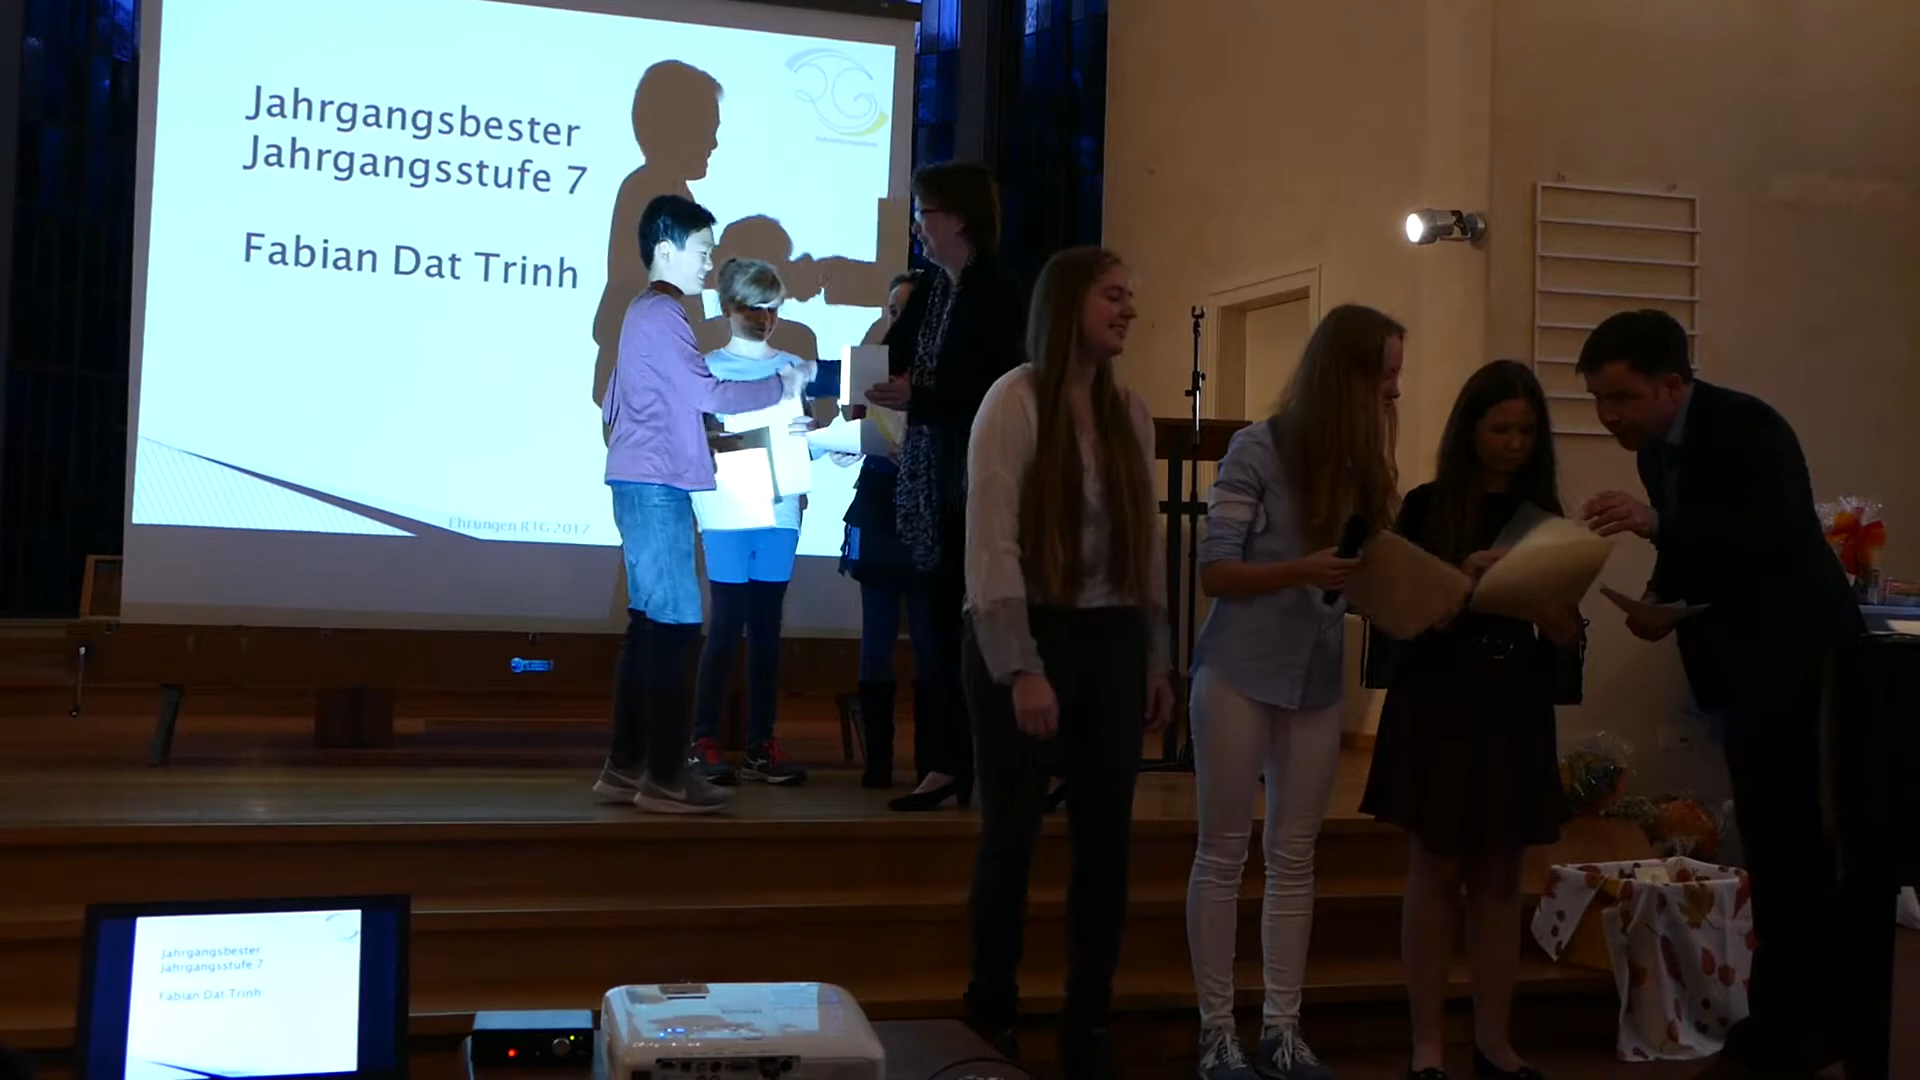 Jahrgangsbester
Jahrgangsstufe 7
Fabian Dat Trinh
Ehrungen RTG 2017
Jahrgangsbester
Jahrgangsstufe 7
Fabian Dat Trinh